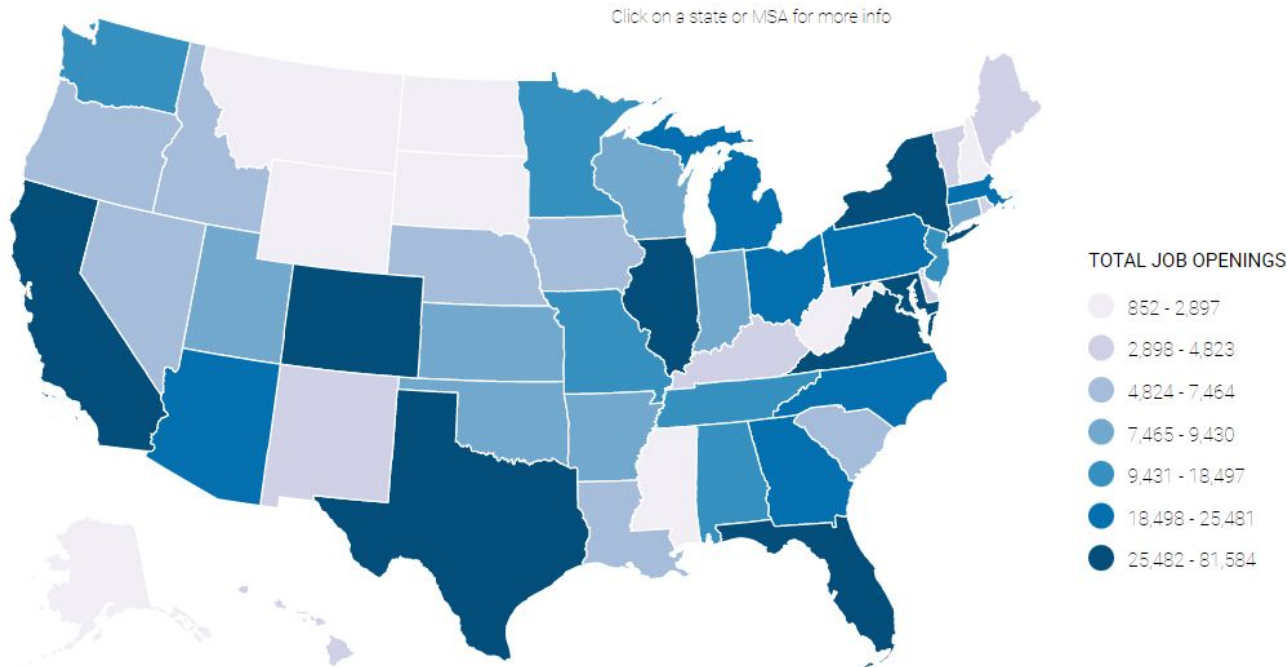 Click on a state or MSA for more info
TOTAL JOB OPENINGS
852 - 2,897
2,898 - 4,823
4,824 - 7,464
7,465 - 9,430
9,431 - 18,497
18,498 - 25,481
25,482 - 81,584